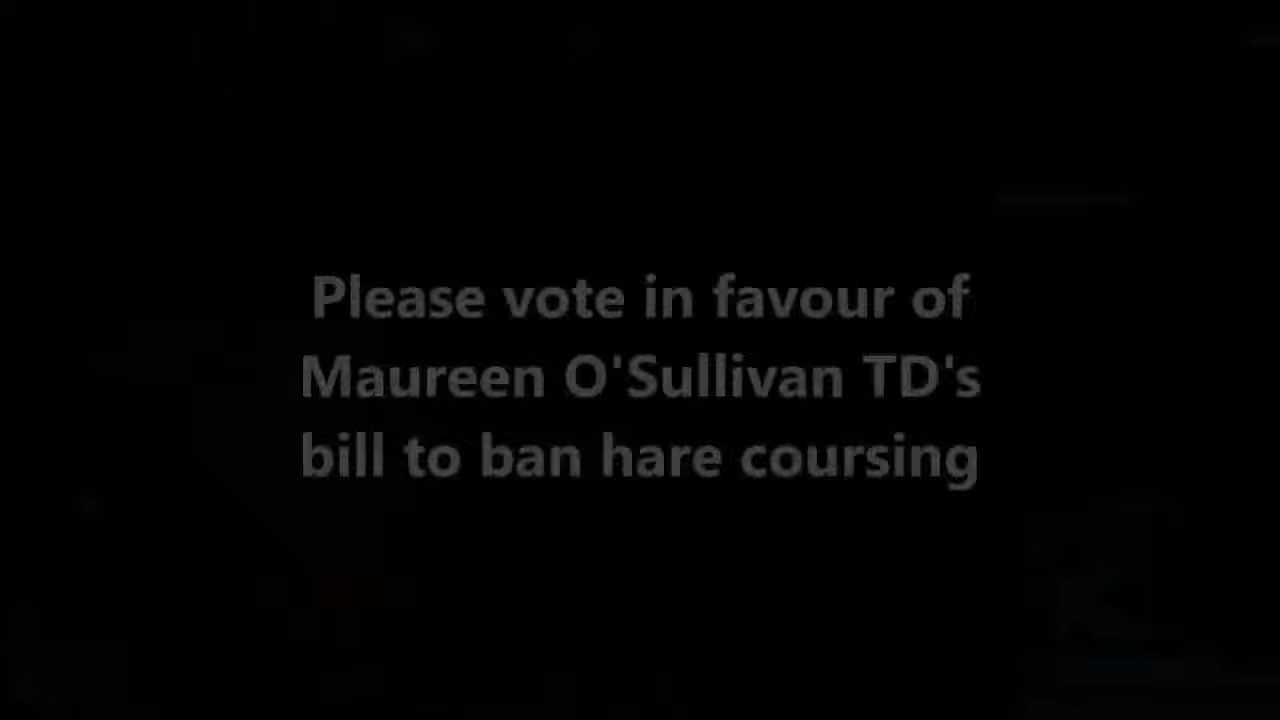 Please vote in favour of
Maureen O'Sullivan TD's
bill to ban hare coursing